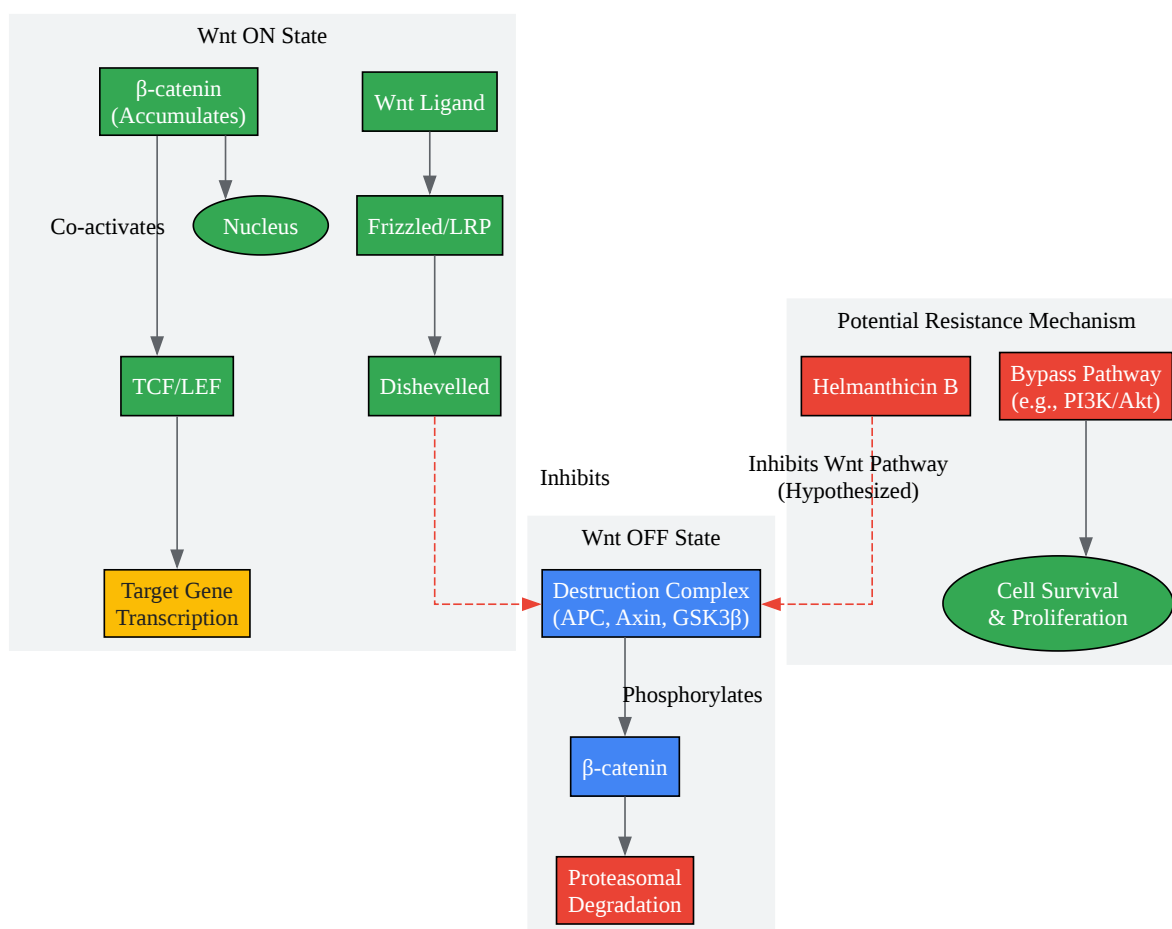 Wnt ON State
β-catenin
(Accumulates)
Wnt Ligand
Co-activates
Nucleus
Frizzled/LRP
TCF/LEF
Dishevelled
Target Gene
Transcription
Inhibits
Wnt OFF State
Destruction Complex
(APC, Axin, GSK3β)
Phosphorylates
β-catenin
Proteasomal
Degradation
Potential Resistance Mechanism
Helmanthicin B
Bypass Pathway
(e.g., PI3K/Akt)
Inhibits Wnt Pathway
(Hypothesized)
Cell Survival
& Proliferation